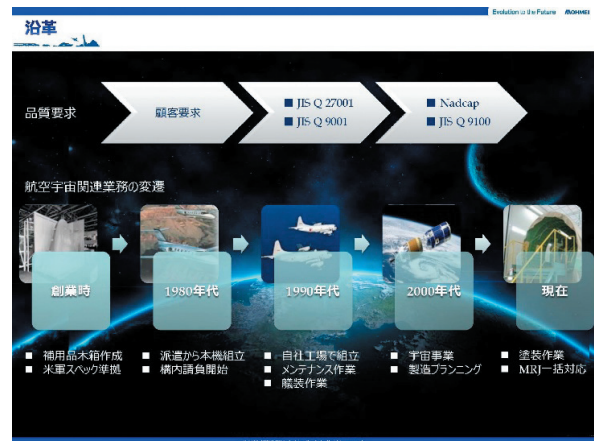 Evolution to the Future MOHMEI
沿革
品質要求
顧客要求
■ JIS Q 27001
■ JIS Q 9001
■ Nadcap
■ JIS Q 9100
航空宇宙関連業務の変遷
創業時
1980年代
1990年代
2000年代
現在
■ 補用品木箱作成
■ 米軍スペック準拠
■ 派遣から本機組立
■ 構内請負開始
■ 自社工場で組立
■ メンテナンス作業
■ 艤装作業
■ 宇宙事業
■ 製造プランニング
■ 塗装作業
■ MRJ一括対応